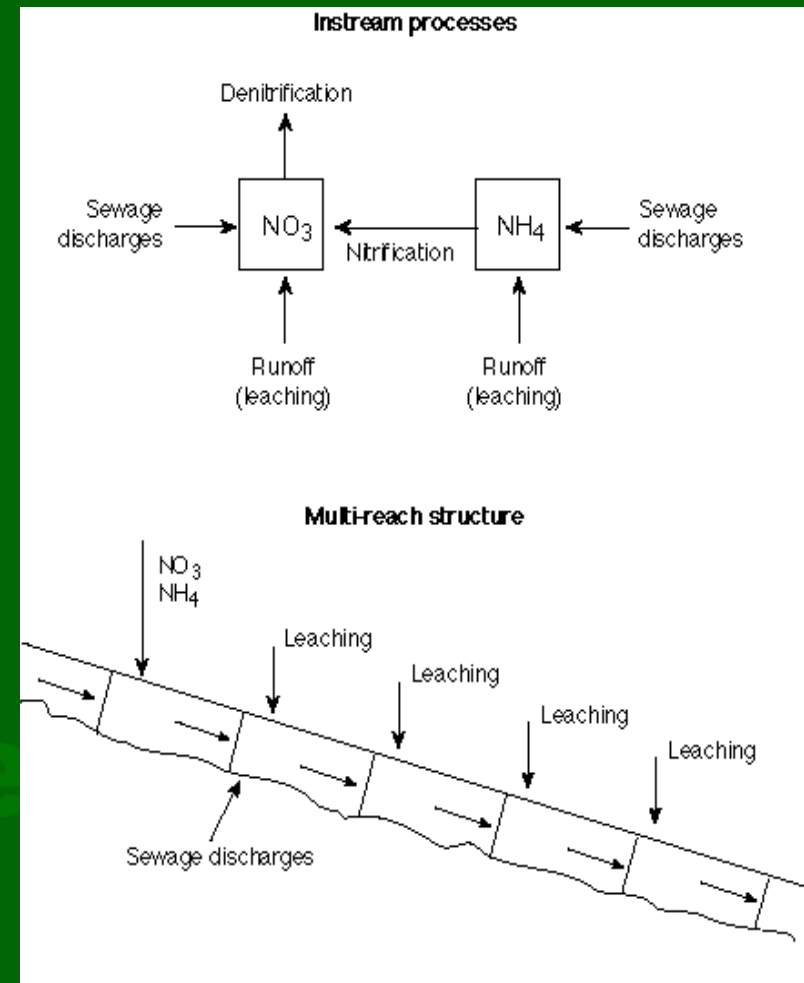 Instream processes
Denitrification
Sewage
discharges
NO3
Nitrification
NH4
Sewage
discharges
Runoff
(leaching)
Runoff
(leaching)
Multi-reach structure
NO3
NH4
Leaching
Leaching
Leaching
Leaching
Sewage discharges